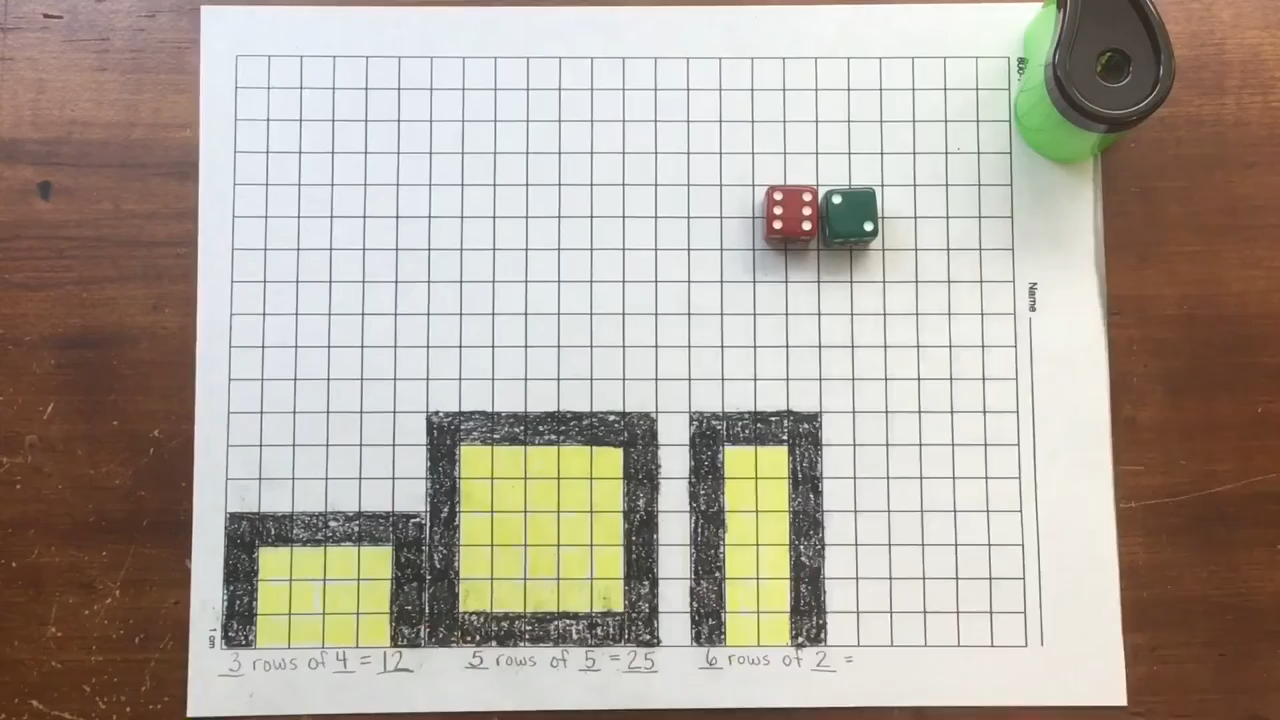 Name
1 cm
3 rows of 4 = 12
5 rows of 5 = 25
6 rows of 2 =